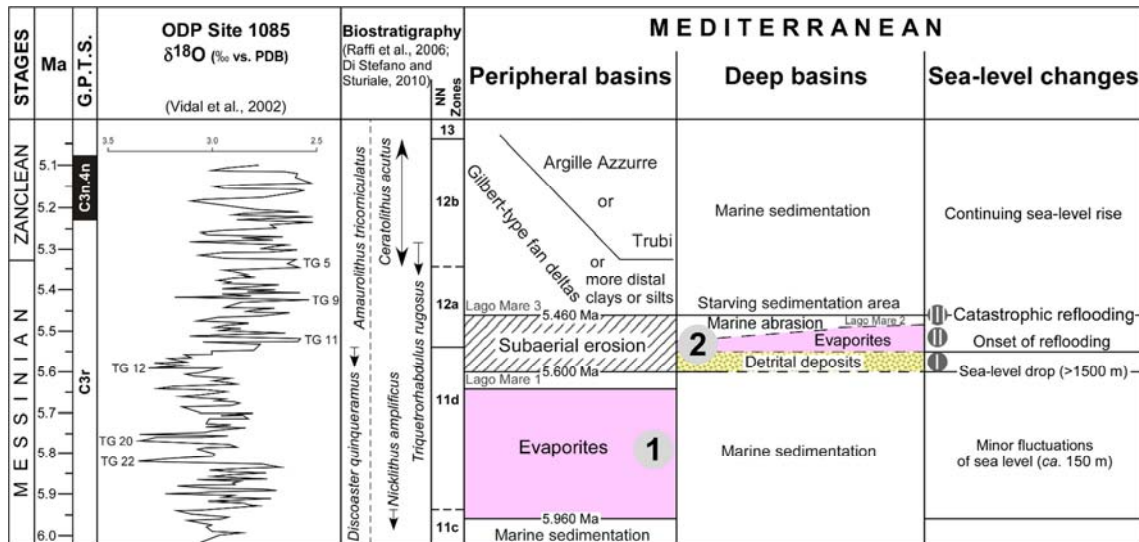 STAGES
Ma
G.P.T.S.
ODP Site 1085
δ18O (‰ vs. PDB)
(Vidal et al., 2002)
Biostratigraphy
(Raffi et al., 2006;
Di Stefano and
Sturiale, 2010)
NN
Zones
MEDITERRANEAN
Peripheral basins
Deep basins
Sea-level changes
ZANCLEAN
MESSINIAN
5.1
5.2
5.3
5.4
5.5
5.6
5.7
5.8
5.9
6.0
C3n.4n
C3r
3.5
3.0
2.5
TG 5
TG 9
TG 11
TG 12
TG 20
TG 22
Amaurolithus tricorniculatus
Discoaster quinqueramus
Ceratolithus acutus
Nicklithus amplificus
Triquetrorhabdulus rugosus
13
12b
12a
11d
11c
Argille Azzurre
or
Trubi
Gilbert-type fan deltas
or
more distal
clays or silts
Lago Mare 3
5.460 Ma
Subaerial erosion
5.600 Ma
Lago Mare 1
Evaporites
1
5.960 Ma
Marine sedimentation
Marine sedimentation
Starving sedimentation area
Marine abrasion
Lago Mare 2
2
Evaporites
Detrital deposits
Marine sedimentation
Continuing sea-level rise
Catastrophic reflooding
Onset of reflooding
Sea-level drop (>1500 m)
Minor fluctuations
of sea level (ca. 150 m)